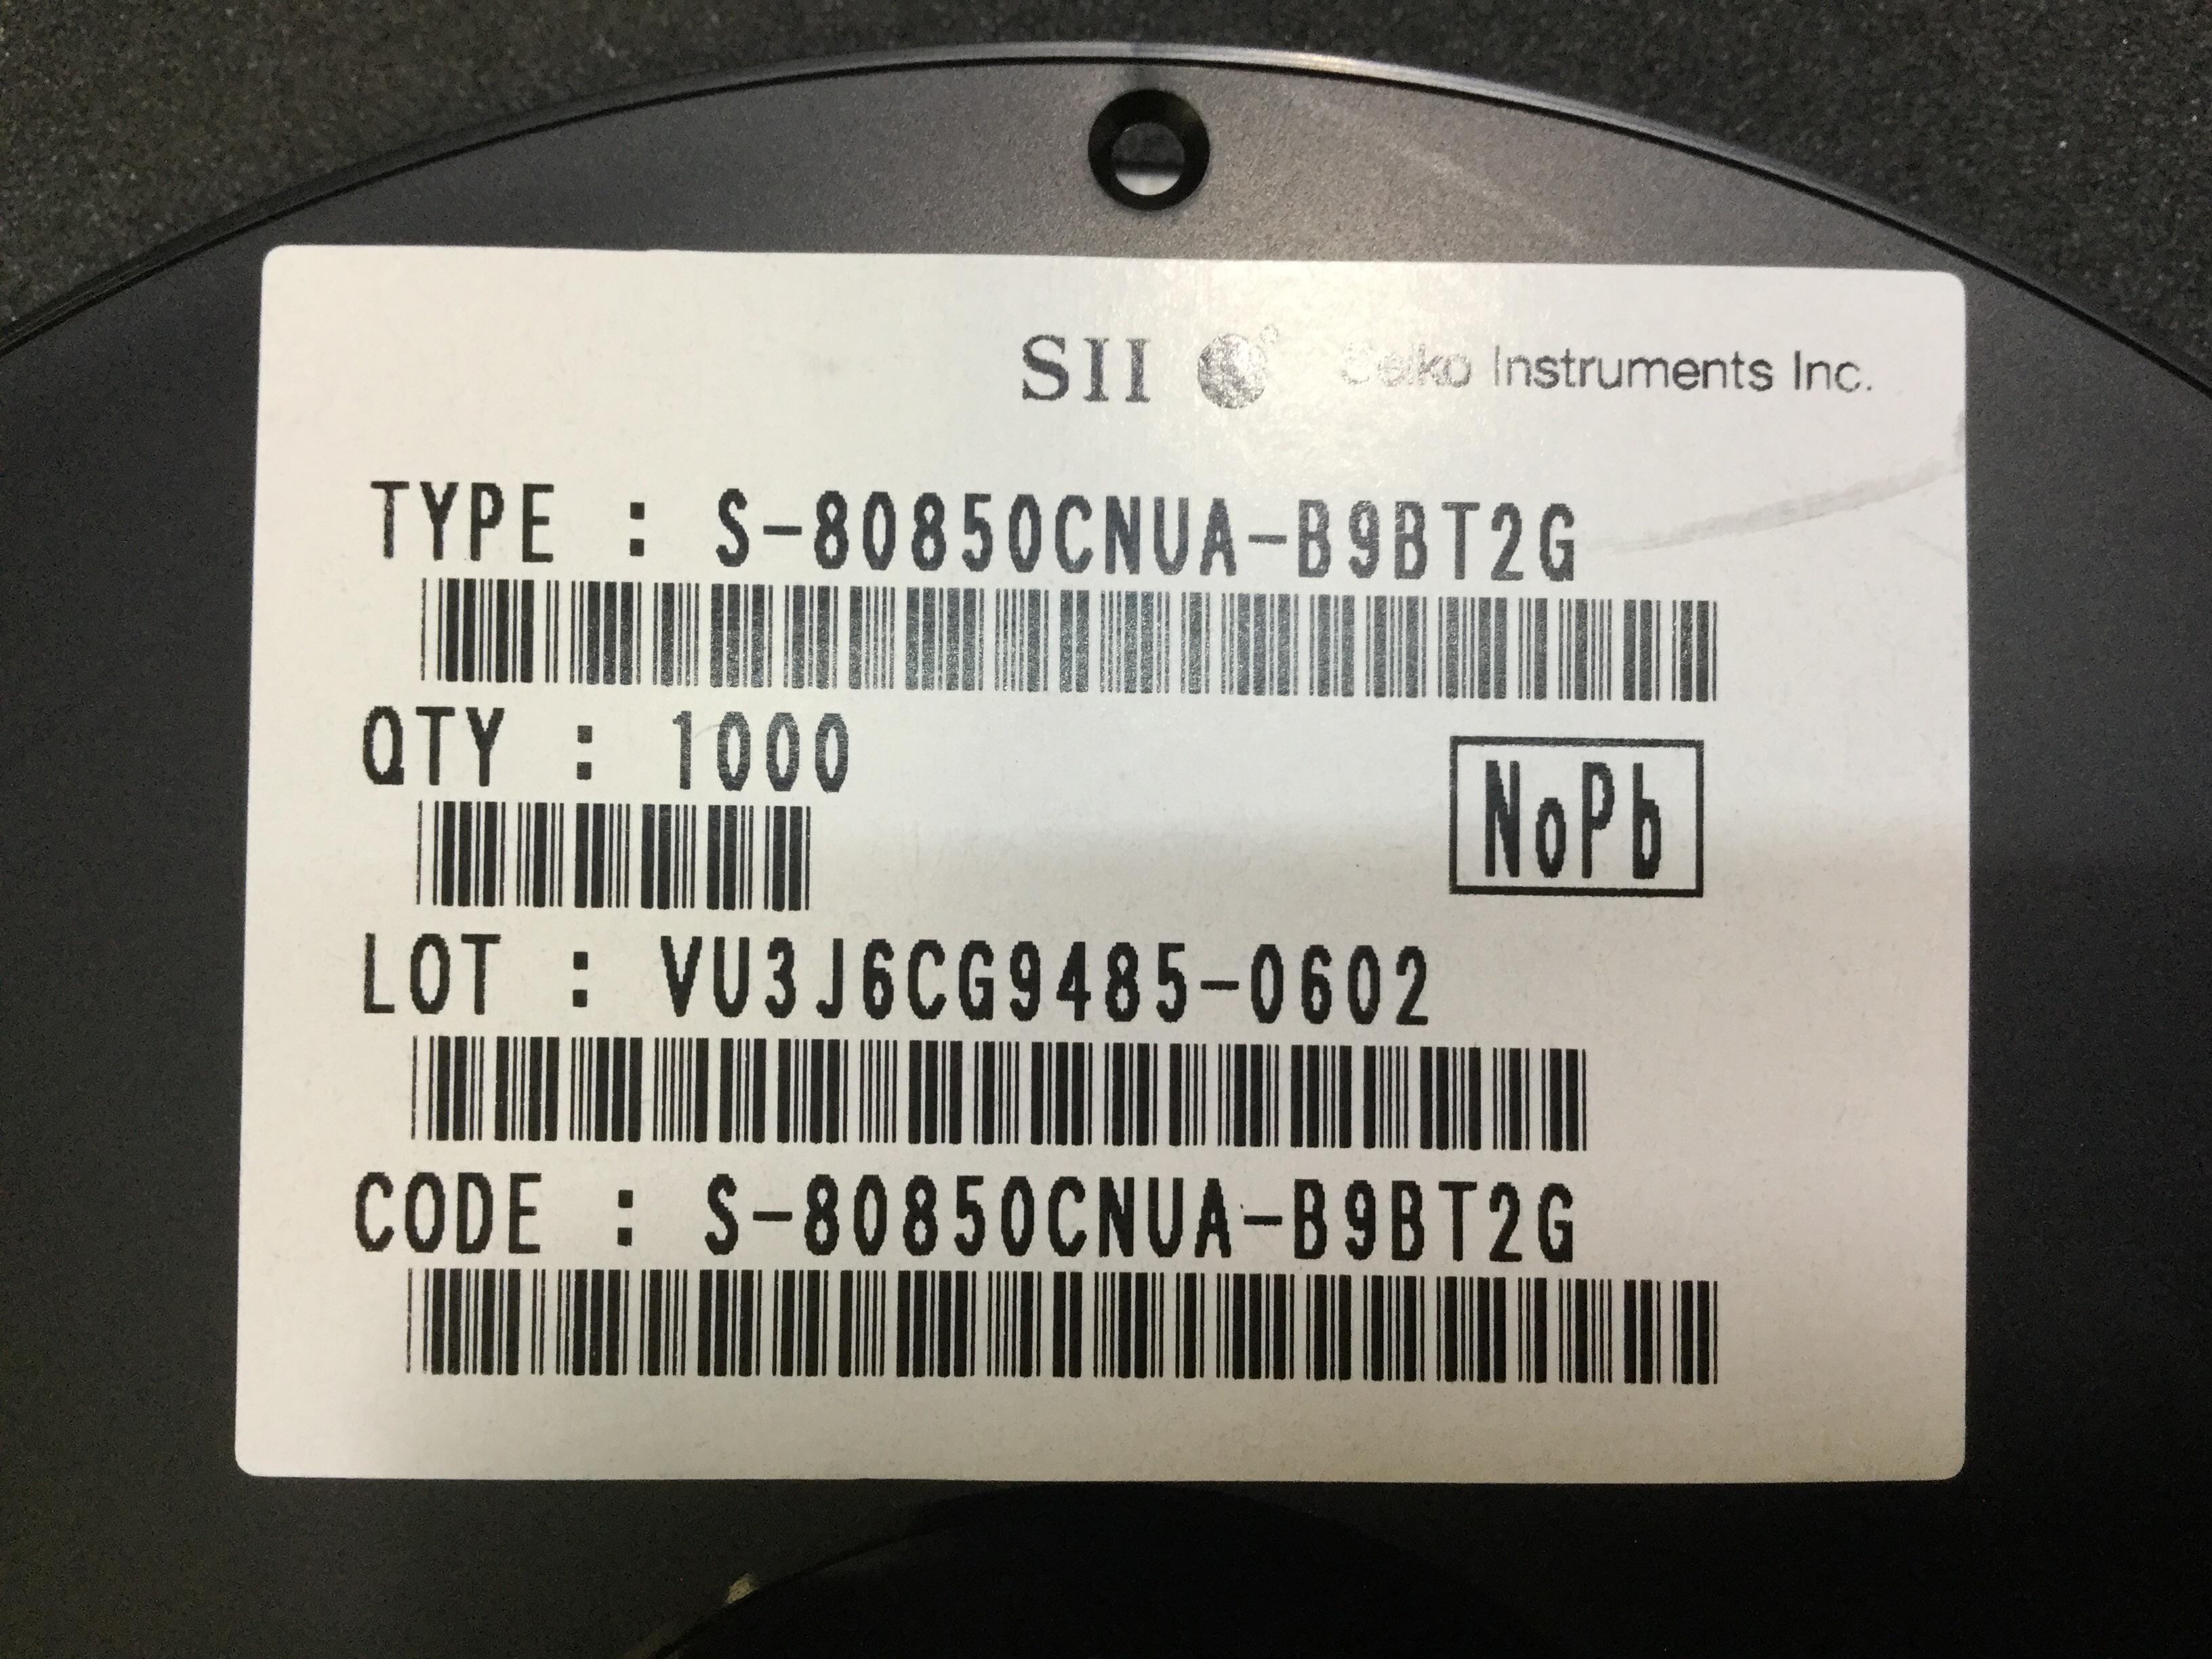 SII Seiko Instruments Inc.
TYPE : S-80850CNUA-B9BT2G
QTY : 1000
NoPb
LOT : VU3J6CG9485-0602
CODE : S-80850CNUA-B9BT2G